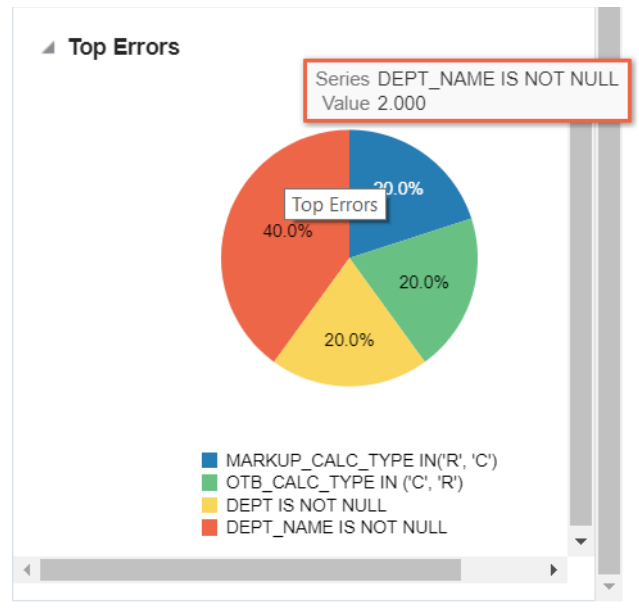 Top Errors
Series DEPT_NAME IS NOT NULL
Value 2.000
20.0%
Top Errors
40.0%
20.0%
20.0%
MARKUP_CALC_TYPE IN('R', 'C')
OTB_CALC_TYPE IN ('C', 'R')
DEPT IS NOT NULL
DEPT_NAME IS NOT NULL